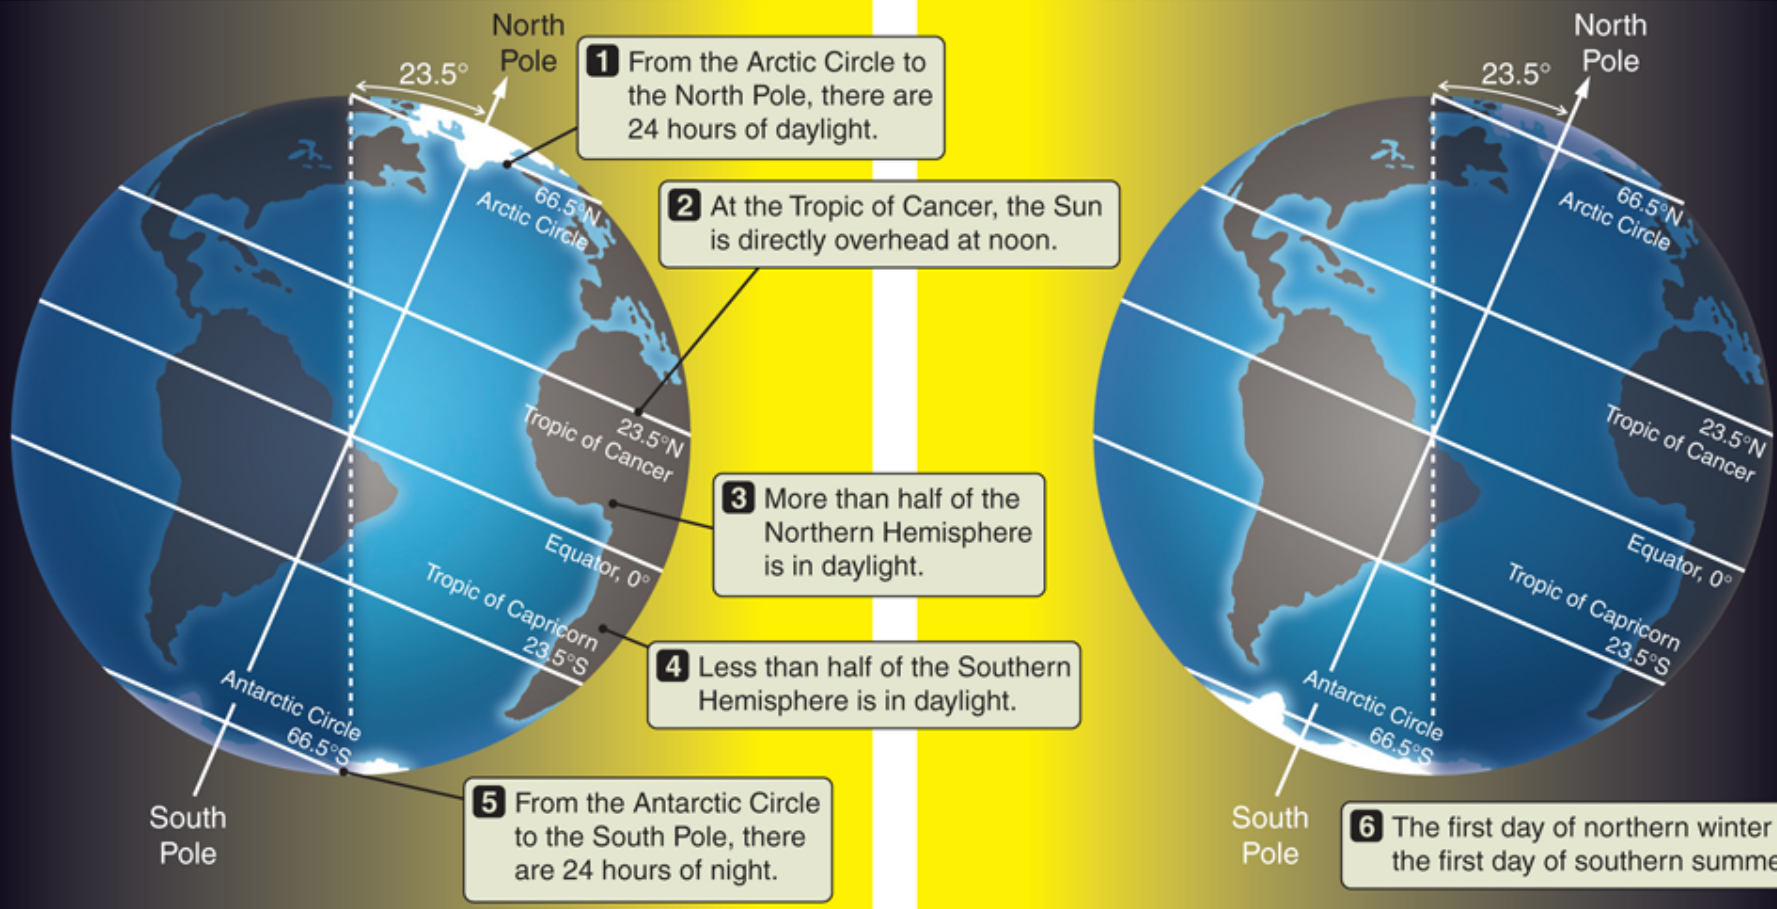 North
Pole
23.5°
1 From the Arctic Circle to
the North Pole, there are
24 hours of daylight.
66.5°N
Arctic Circle
2 At the Tropic of Cancer, the Sun
is directly overhead at noon.
23.5°N
Tropic of Cancer
3 More than half of the
Northern Hemisphere
is in daylight.
Equator, 0°
Tropic of Capricorn
23.5°S
4 Less than half of the Southern
Hemisphere is in daylight.
Antarctic Circle
66.5°S
5 From the Antarctic Circle
to the South Pole, there
are 24 hours of night.
South
Pole
North
Pole
23.5°
66.5°N
Arctic Circle
23.5°N
Tropic of Cancer
Equator, 0°
Tropic of Capricorn
23.5°S
Antarctic Circle
66.5°S
South
Pole
6 The first day of northern winter
the first day of southern summe